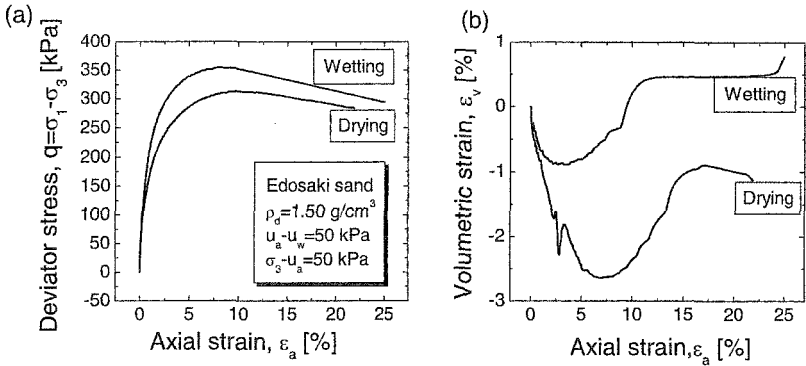 (a)
Deviator stress, q=σ1-σ3 [kPa]
400
350
300
250
200
150
100
50
0
-50
Wetting
Drying
Edosaki sand
ρd=1.50 g/cm³
ua-uw=50 kPa
σ3-ua=50 kPa
0 5 10 15 20 25
Axial strain, εa [%]
(b)
Volumetric strain, εv [%]
1
0
-1
-2
-3
Wetting
Drying
0 5 10 15 20 25
Axial strain,εa [%]